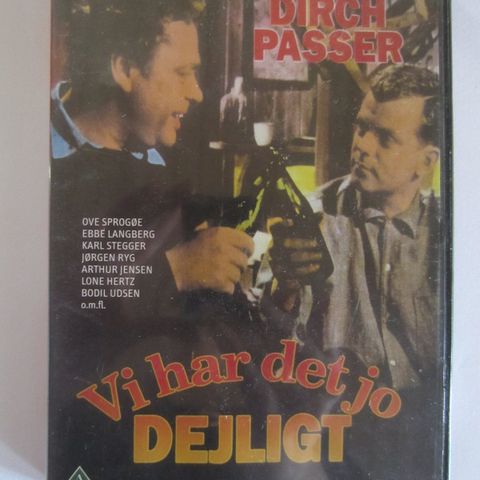 DIRCH
PASSER
OVE SPROGØE
EBBE LANGBERG
KARL STEGGER
JØRGEN RYG
ARTHUR JENSEN
LONE HERTZ
BODIL UDSEN
o.m.fl.
Vi har det jo
DEJLIGT